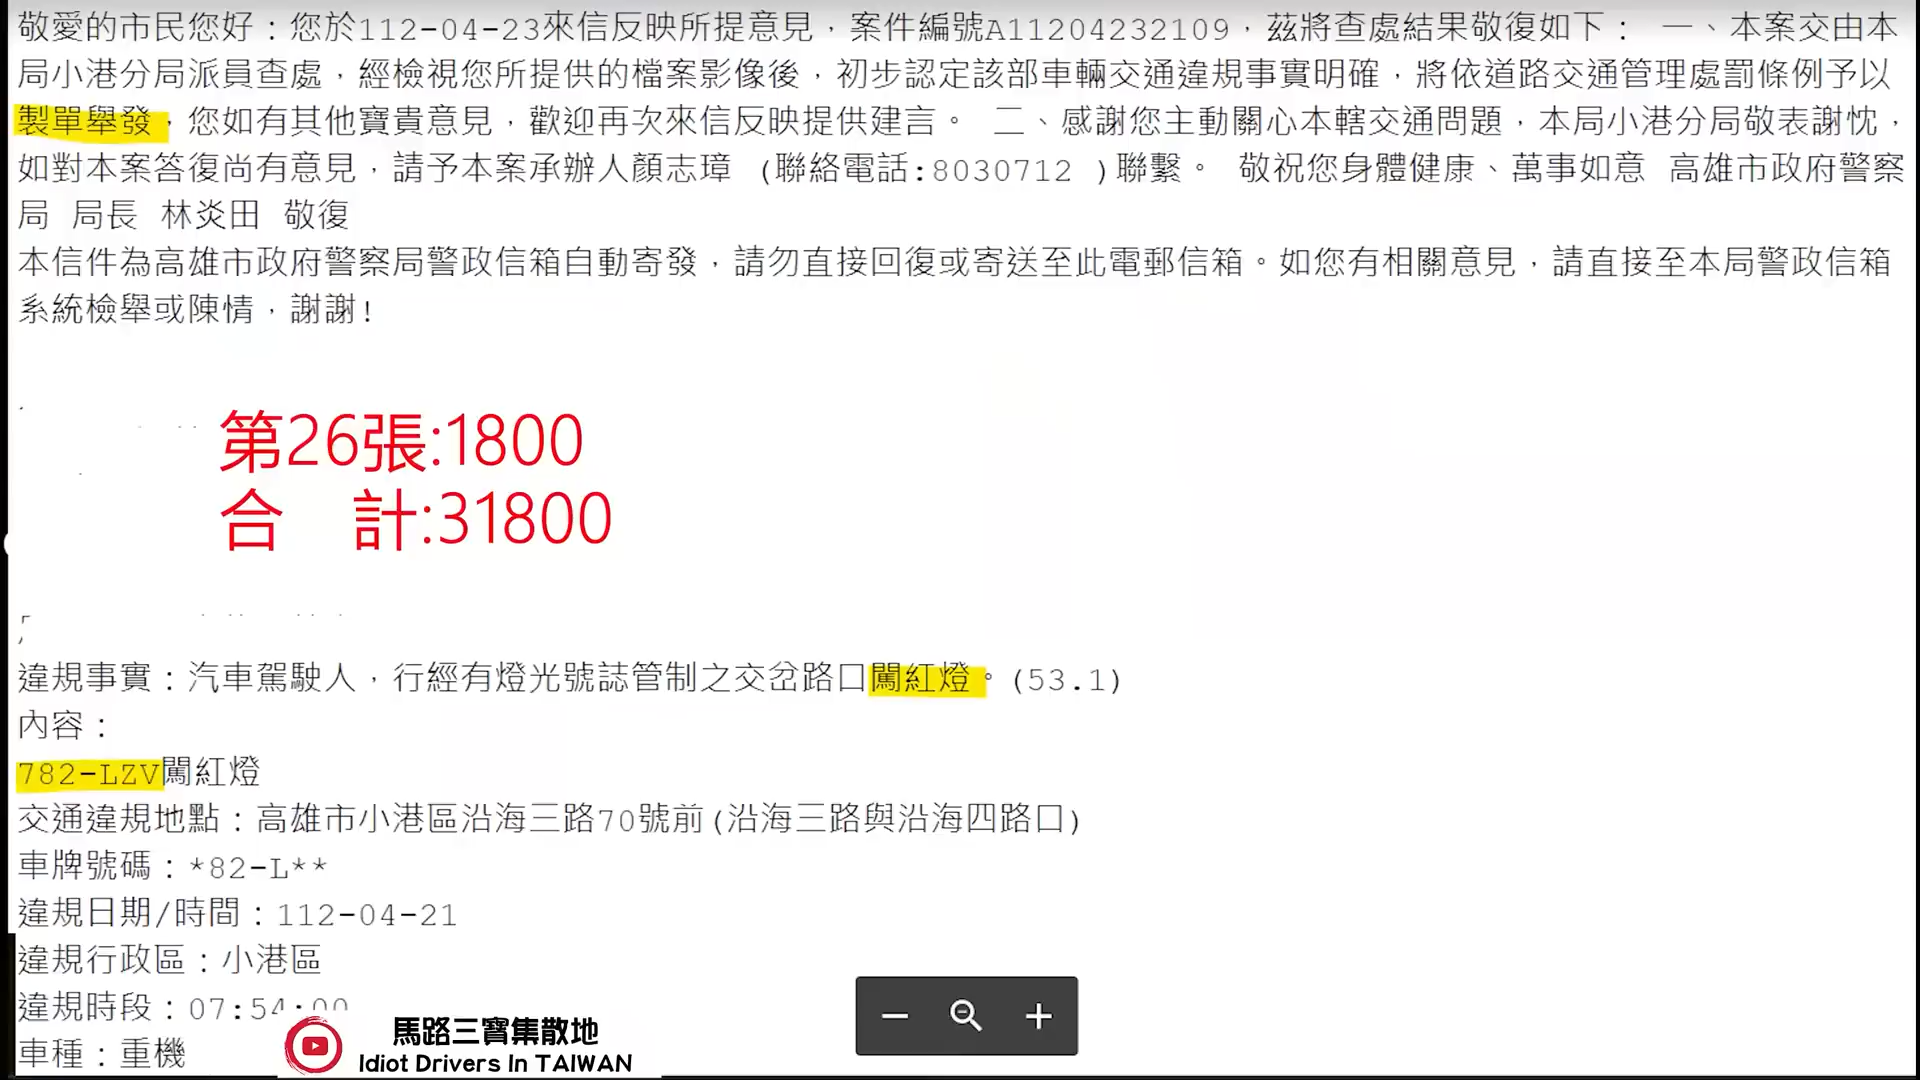 敬愛的市民您好：您於112-04-23來信反映所提意見，案件編號A11204232109，茲將查處結果敬復如下： 一、本案交由本
局小港分局派員查處，經檢視您所提供的檔案影像後，初步認定該部車輛交通違規事實明確，將依道路交通管理處罰條例予以
製單舉發，您如有其他寶貴意見，歡迎再次來信反映提供建言。 二、感謝您主動關心本轄交通問題，本局小港分局敬表謝忱，
如對本案答復尚有意見，請予本案承辦人顏志璋 (聯絡電話:8030712 )聯繫。 敬祝您身體健康、萬事如意 高雄市政府警察
局 局長 林炎田 敬復
本信件為高雄市政府警察局警政信箱自動寄發，請勿直接回復或寄送至此電郵信箱。如您有相關意見，請直接至本局警政信箱
系統檢舉或陳情，謝謝!
第26張:1800
合　計:31800
違規事實：汽車駕駛人，行經有燈光號誌管制之交岔路口闖紅燈。(53.1)
內容：
782-LZV闖紅燈
交通違規地點：高雄市小港區沿海三路70號前(沿海三路與沿海四路口)
車牌號碼：*82-L**
違規日期/時間：112-04-21
違規行政區：小港區
違規時段：07:54:00
車種：重機
馬路三寶集散地
Idiot Drivers In TAIWAN